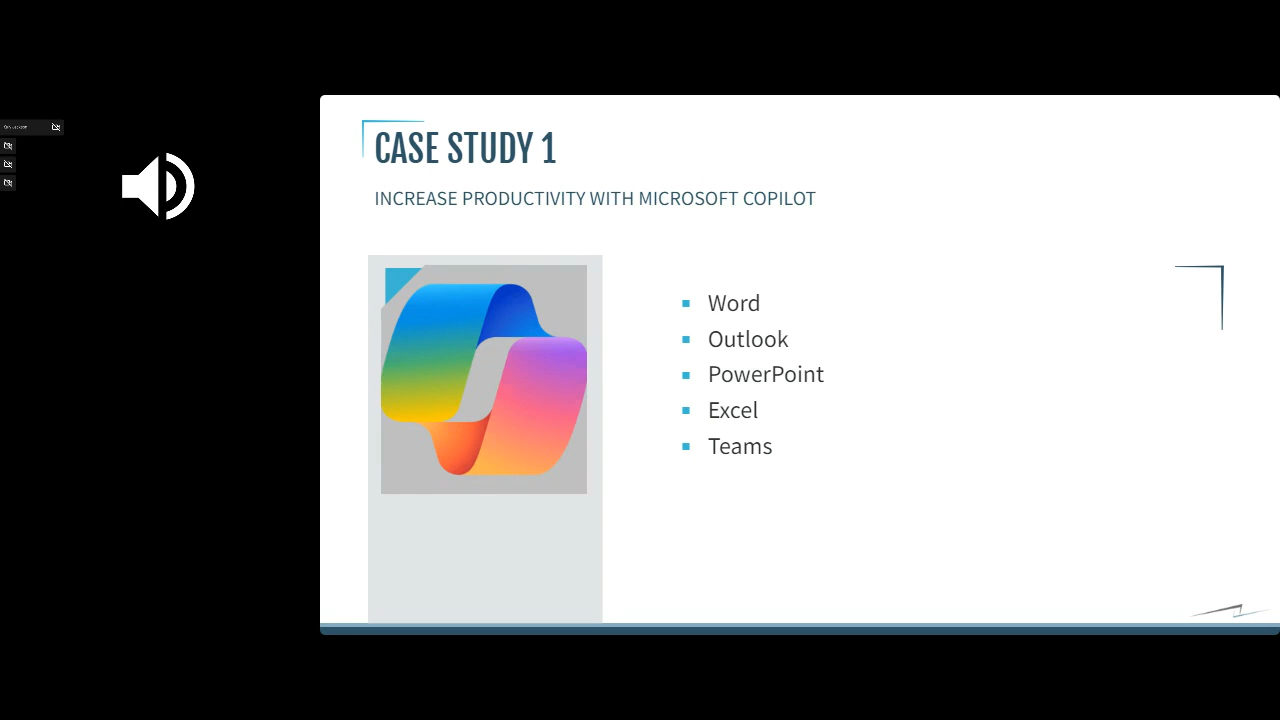 CASE STUDY 1
INCREASE PRODUCTIVITY WITH MICROSOFT COPILOT
Word
Outlook
PowerPoint
Excel
Teams